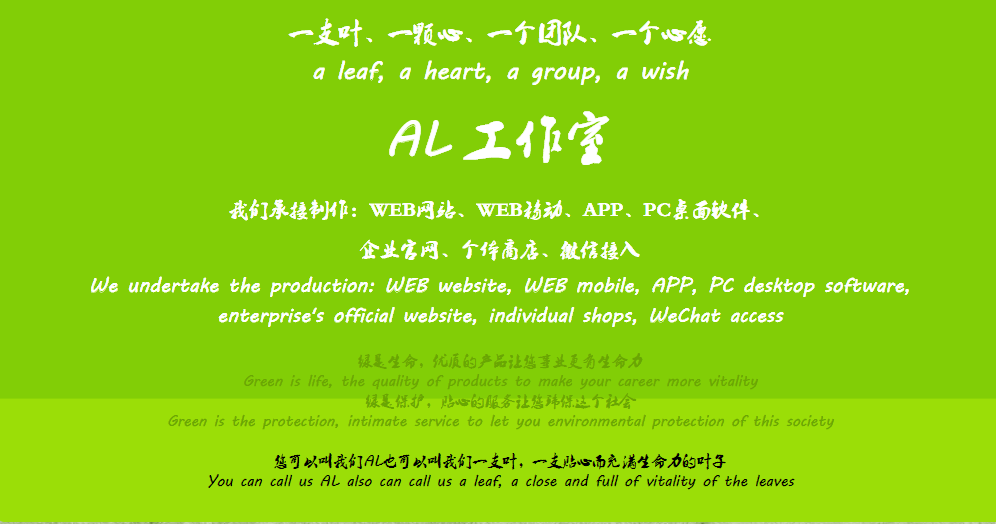 一支叶、一颗心、一个团队、一个心愿
a leaf, a heart, a group, a wish
AL 工作室
我们承接制作：WEB网站、WEB移动、APP、PC桌面软件、
企业官网、个体商店、微信接入
We undertake the production: WEB website, WEB mobile, APP, PC desktop software,
enterprise's official website, individual shops, WeChat access
绿是生命，优质的产品让您事业更有生命力
Green is life, the quality of products to make your career more vitality
绿是保护，贴心的服务让您环保这个社会
Green is the protection, intimate service to let you environmental protection of this society
您可以叫我们AL也可以叫我们一支叶，一支贴心而充满生命力的叶子
You can call us AL also can call us a leaf, a close and full of vitality of the leaves